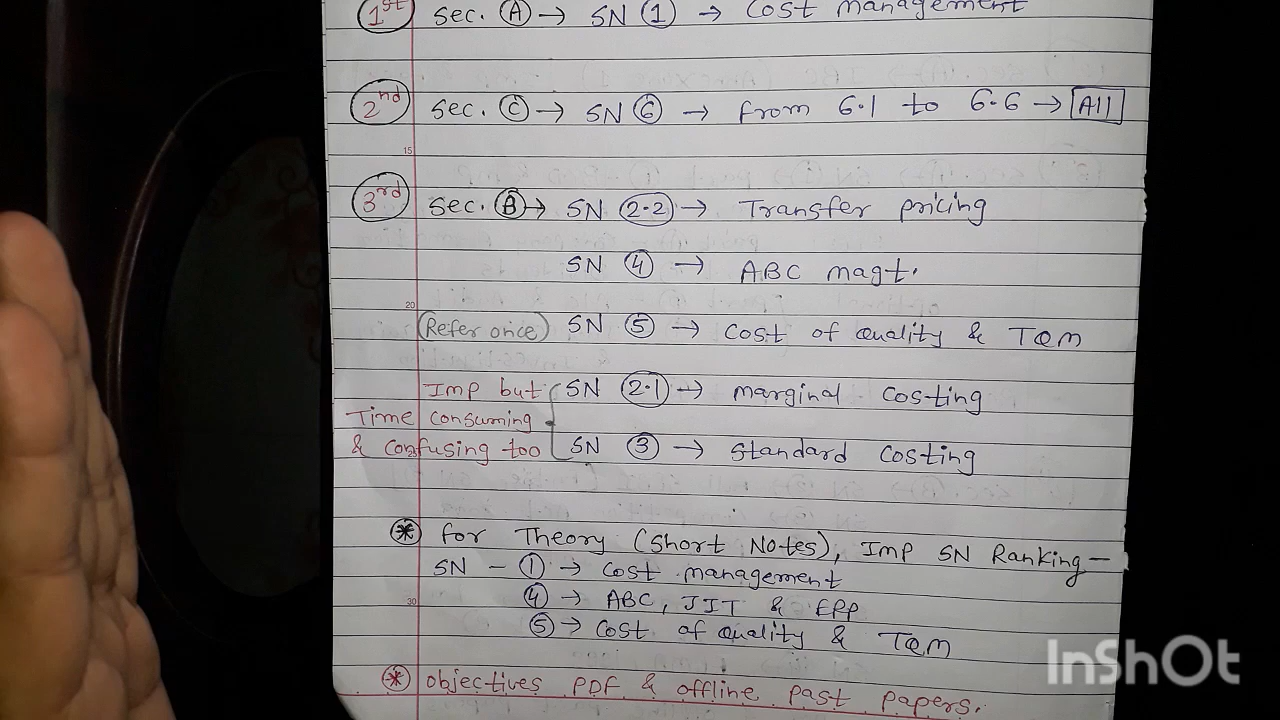 1st sec. A → SN 1 → Cost management
2nd sec. C → SN 6 → from 6.1 to 6.6 → All
15
3rd sec. B → SN 2.2 → Transfer pricing
SN 4 → ABC magt.
20
(Refer once) SN 5 → Cost of Quality & TQM
Imp but SN 2.1 → marginal costing
Time consuming
& confusing too SN 3 → Standard costing
* for Theory (Short Notes), Imp SN Ranking–
SN - 1 → Cost management
30
4 → ABC, JIT & ERP
5 → Cost of Quality & TQM
* objectives PDF & offline past papers.
InShOt